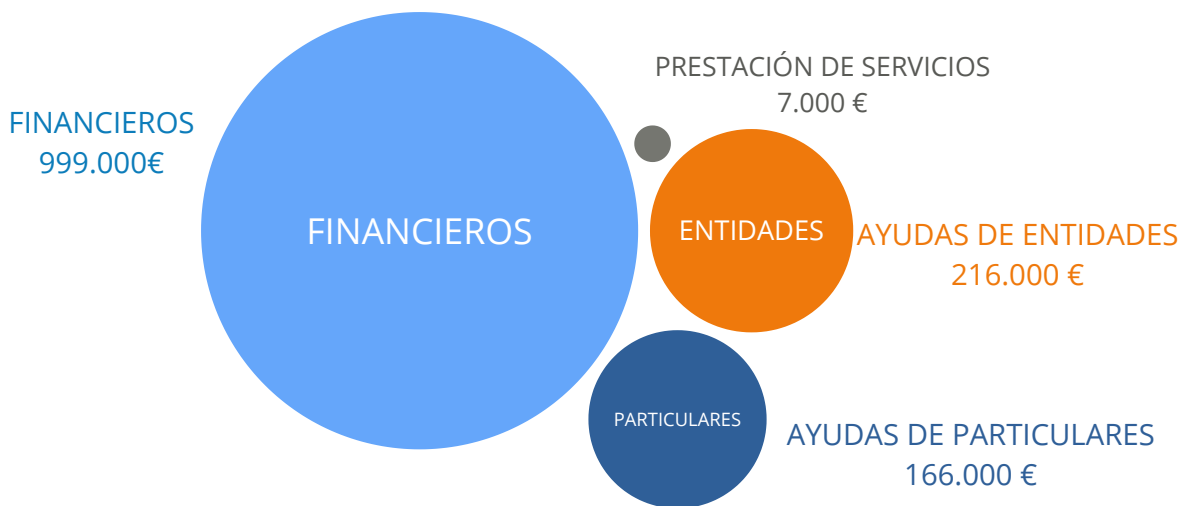 PRESTACIÓN DE SERVICIOS
7.000 €
FINANCIEROS
999.000€
FINANCIEROS
ENTIDADES
AYUDAS DE ENTIDADES
216.000 €
PARTICULARES
AYUDAS DE PARTICULARES
166.000 €